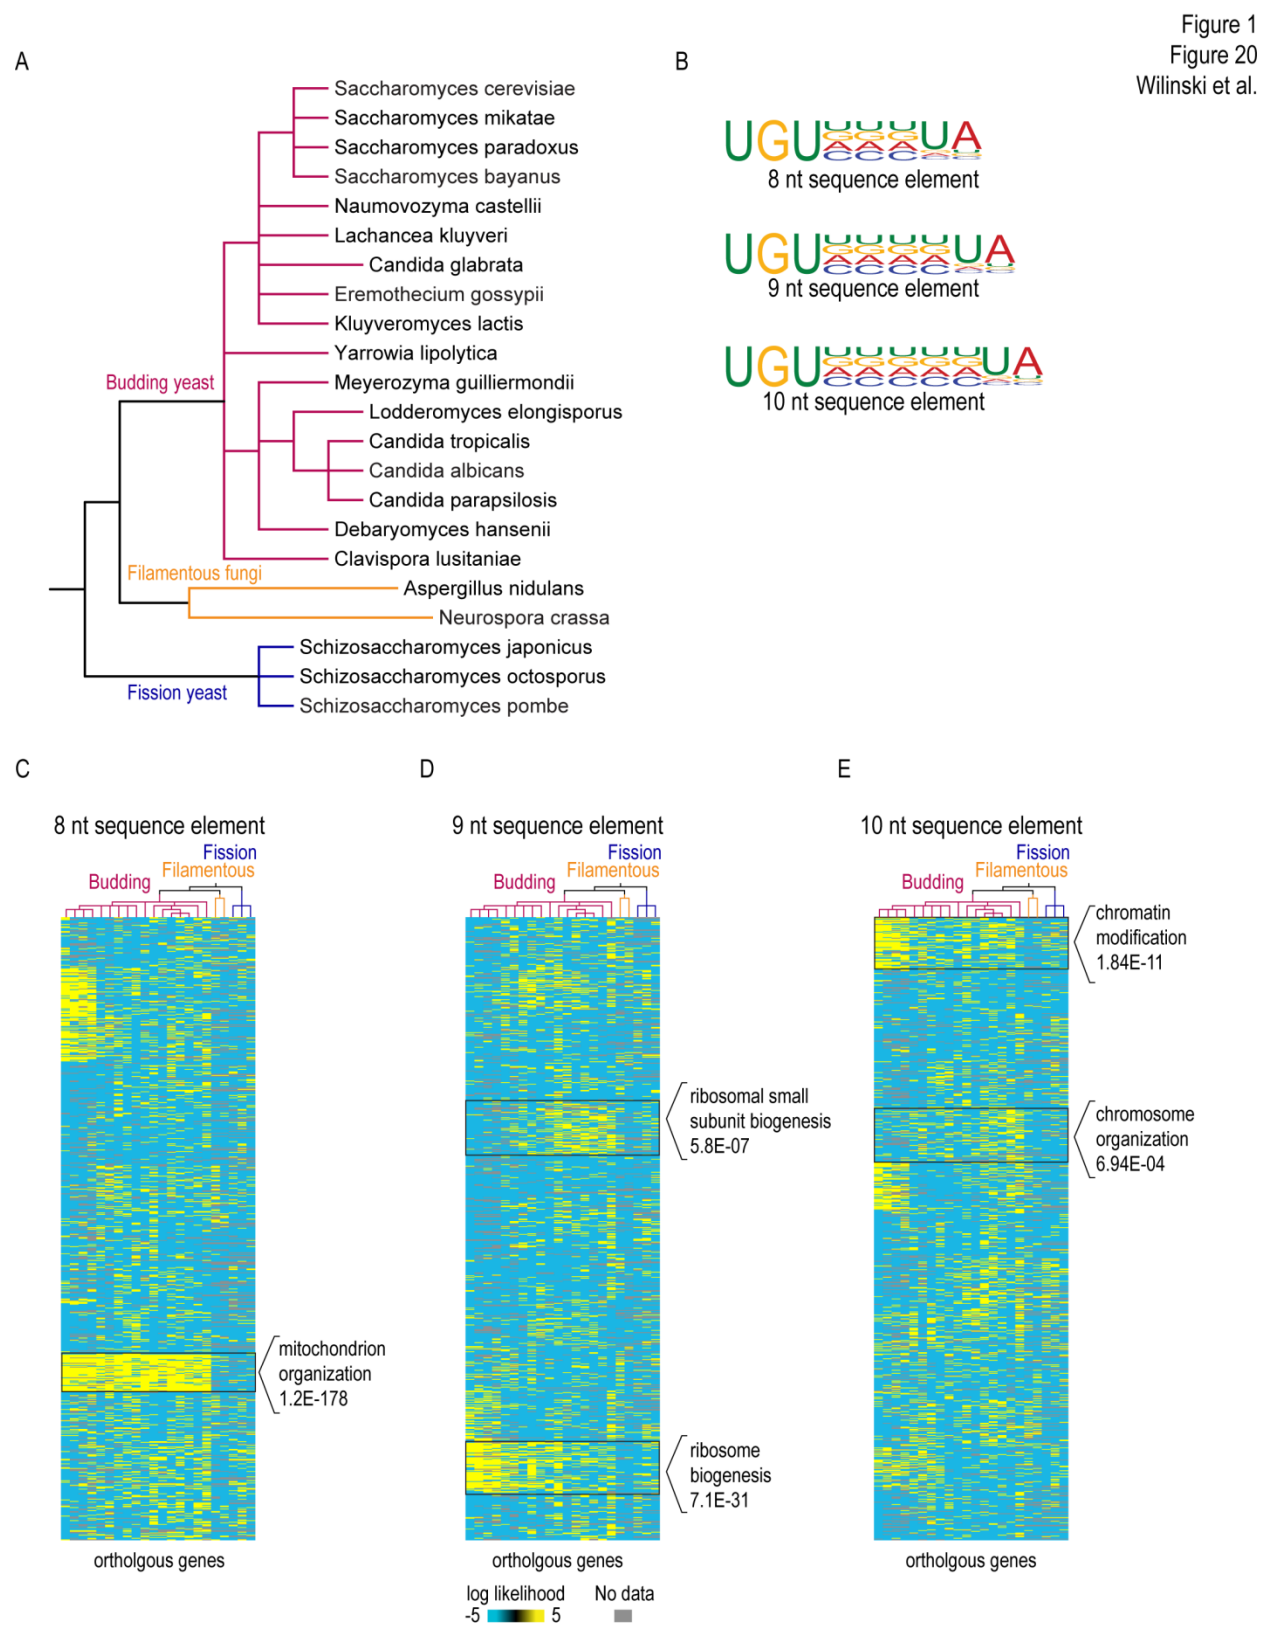 Figure 1
Figure 20
Wilinski et al.
A
Saccharomyces cerevisiae
Saccharomyces mikatae
Saccharomyces paradoxus
Saccharomyces bayanus
Naumovozyma castellii
Lachancea kluyveri
Candida glabrata
Eremothecium gossypii
Kluyveromyces lactis
Yarrowia lipolytica
Budding yeast
Meyerozyma guilliermondii
Lodderomyces elongisporus
Candida tropicalis
Candida albicans
Candida parapsilosis
Debaryomyces hansenii
Clavispora lusitaniae
Filamentous fungi
Aspergillus nidulans
Neurospora crassa
Schizosaccharomyces japonicus
Schizosaccharomyces octosporus
Fission yeast
Schizosaccharomyces pombe
B
UGU UA
8 nt sequence element
UGU UA
9 nt sequence element
UGU UA
10 nt sequence element
C
8 nt sequence element
Fission
Filamentous
Budding
mitochondrion
organization
1.2E-178
ortholgous genes
D
9 nt sequence element
Fission
Filamentous
Budding
ribosomal small
subunit biogenesis
5.8E-07
ribosome
biogenesis
7.1E-31
ortholgous genes
log likelihood
-5 5
No data
E
10 nt sequence element
Fission
Filamentous
Budding
chromatin
modification
1.84E-11
chromosome
organization
6.94E-04
ortholgous genes